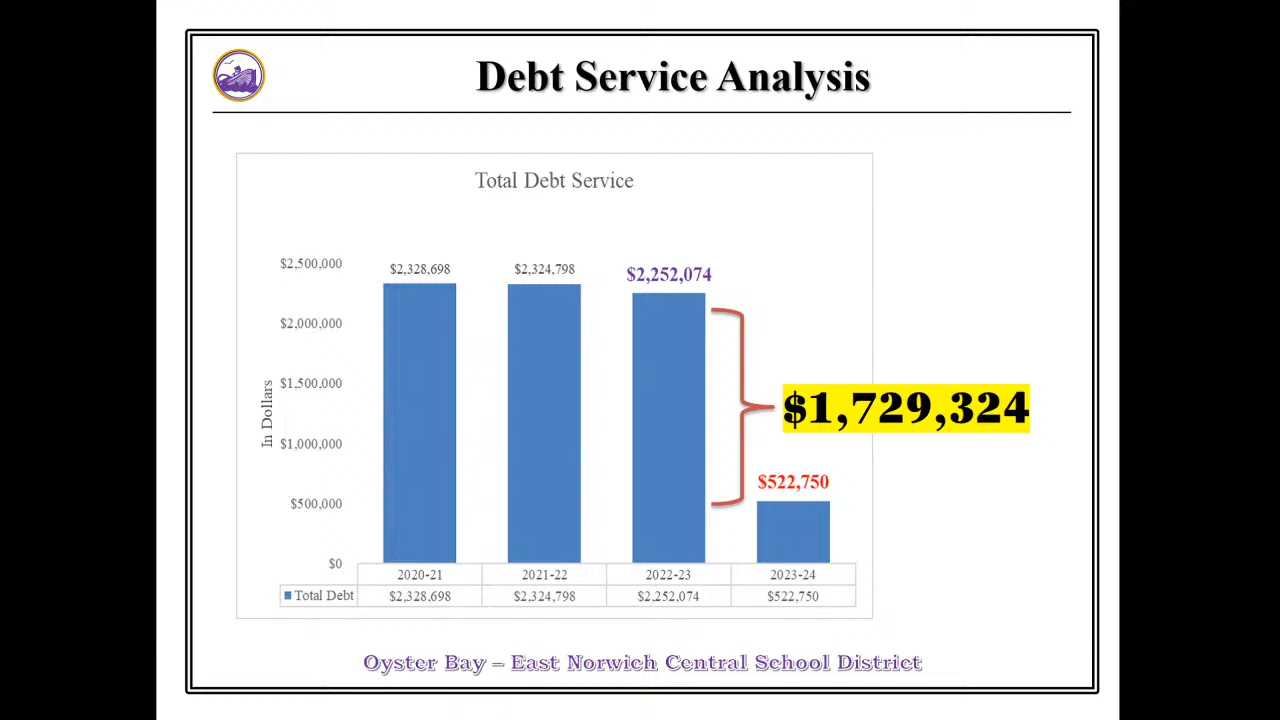 Debt Service Analysis
Total Debt Service
$2,500,000
$2,000,000
$1,500,000
$1,000,000
$500,000
$0
In Dollars
$2,328,698
$2,324,798
$2,252,074
$522,750
$1,729,324
2020-21 2021-22 2022-23 2023-24
Total Debt $2,328,698 $2,324,798 $2,252,074 $522,750
Oyster Bay – East Norwich Central School District